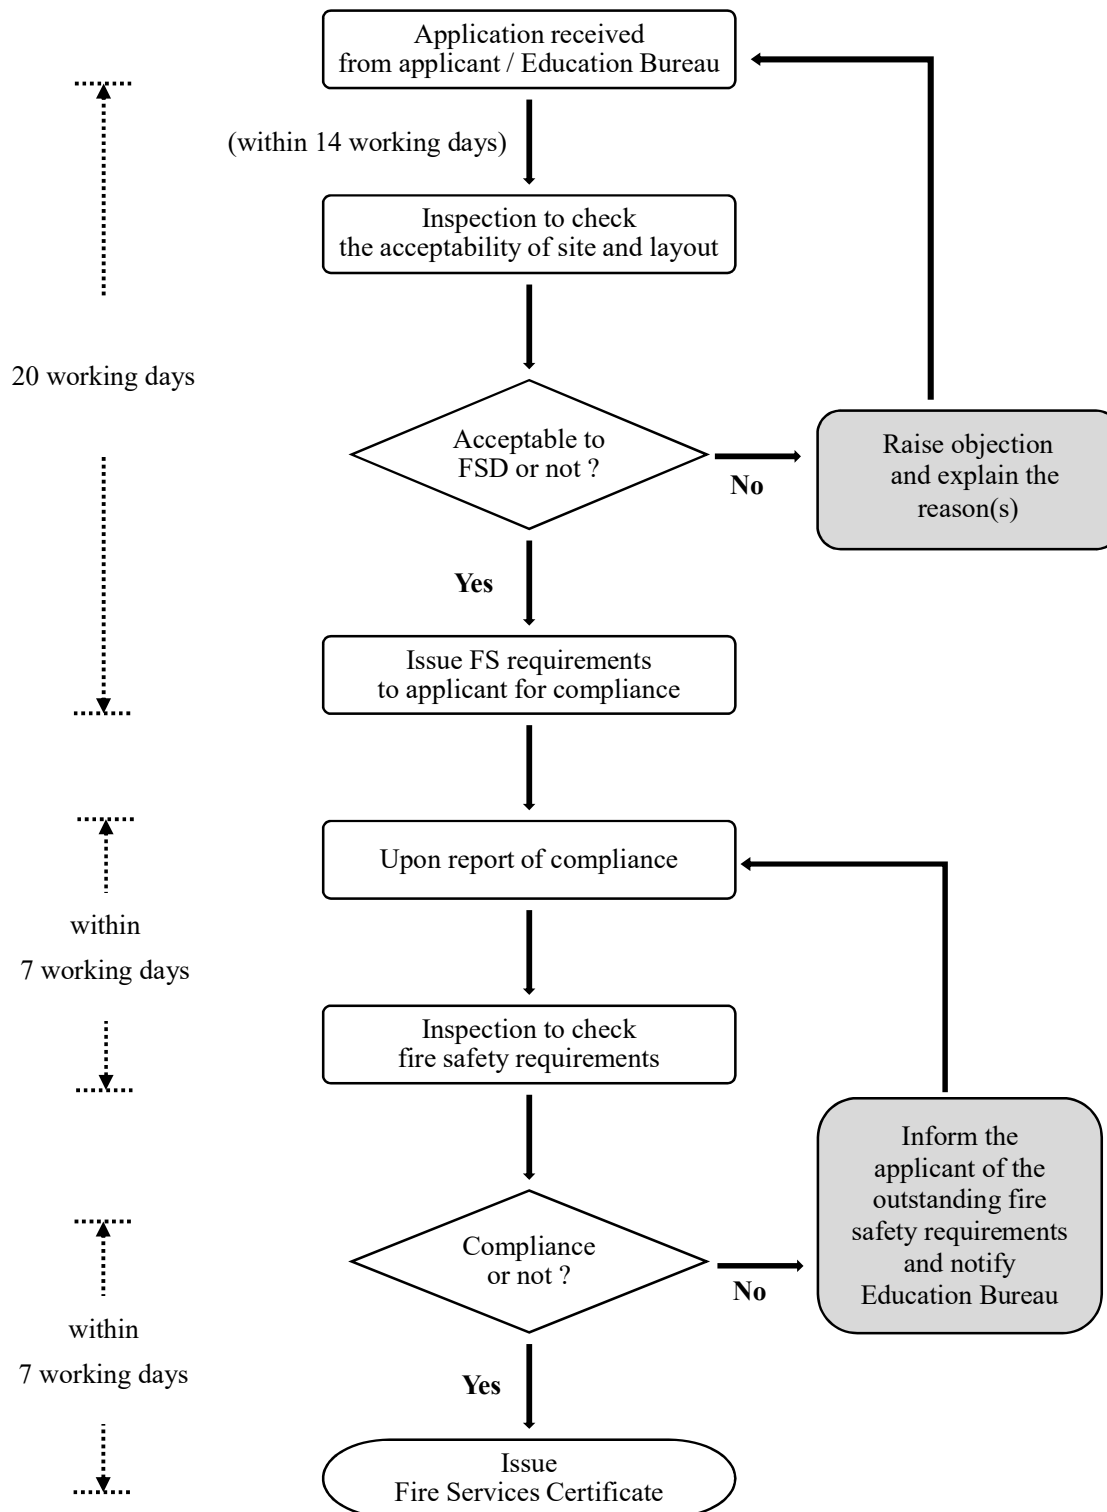 Application received
from applicant / Education Bureau
(within 14 working days)
Inspection to check
the acceptability of site and layout
20 working days
Acceptable to
FSD or not ?
No
Raise objection
and explain the
reason(s)
Yes
Issue FS requirements
to applicant for compliance
Upon report of compliance
within
7 working days
Inspection to check
fire safety requirements
Inform the
applicant of the
outstanding fire
safety requirements
and notify
Education Bureau
Compliance
or not ?
No
within
7 working days
Yes
Issue
Fire Services Certificate